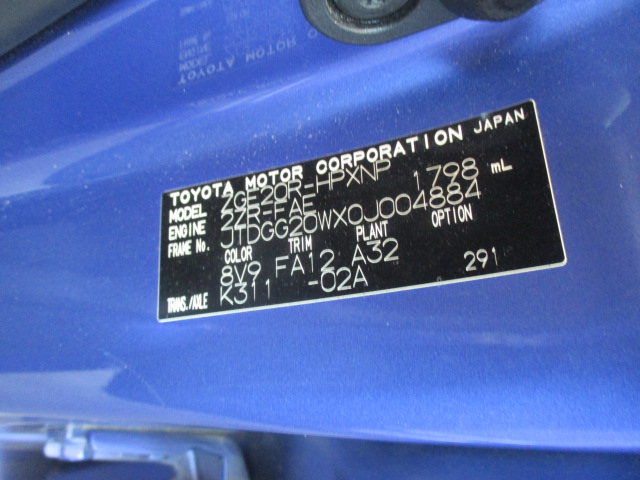 TOYOTA MOTOR CORPORATION JAPAN
MODEL ZGE20R-HPXNP 1798 mL
ENGINE 2ZR-FAE
FRAME No. JTDGG20WX0J004884
COLOR TRIM PLANT OPTION
8V9 FA12 A32
TRANS./AXLE K311 -02A 291